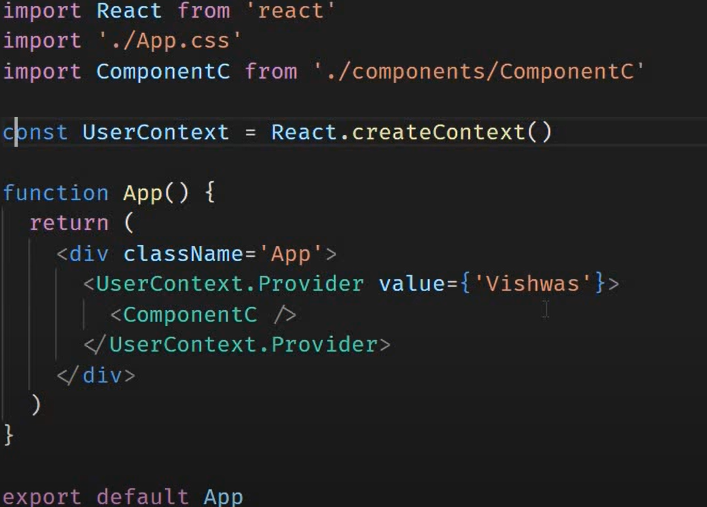 import React from 'react'
import './App.css'
import ComponentC from './components/ComponentC'
const UserContext = React.createContext()
function App() {
return (
<div className='App'>
<UserContext.Provider value={'Vishwas'}>
<ComponentC />
</UserContext.Provider>
</div>
)
}
export default App